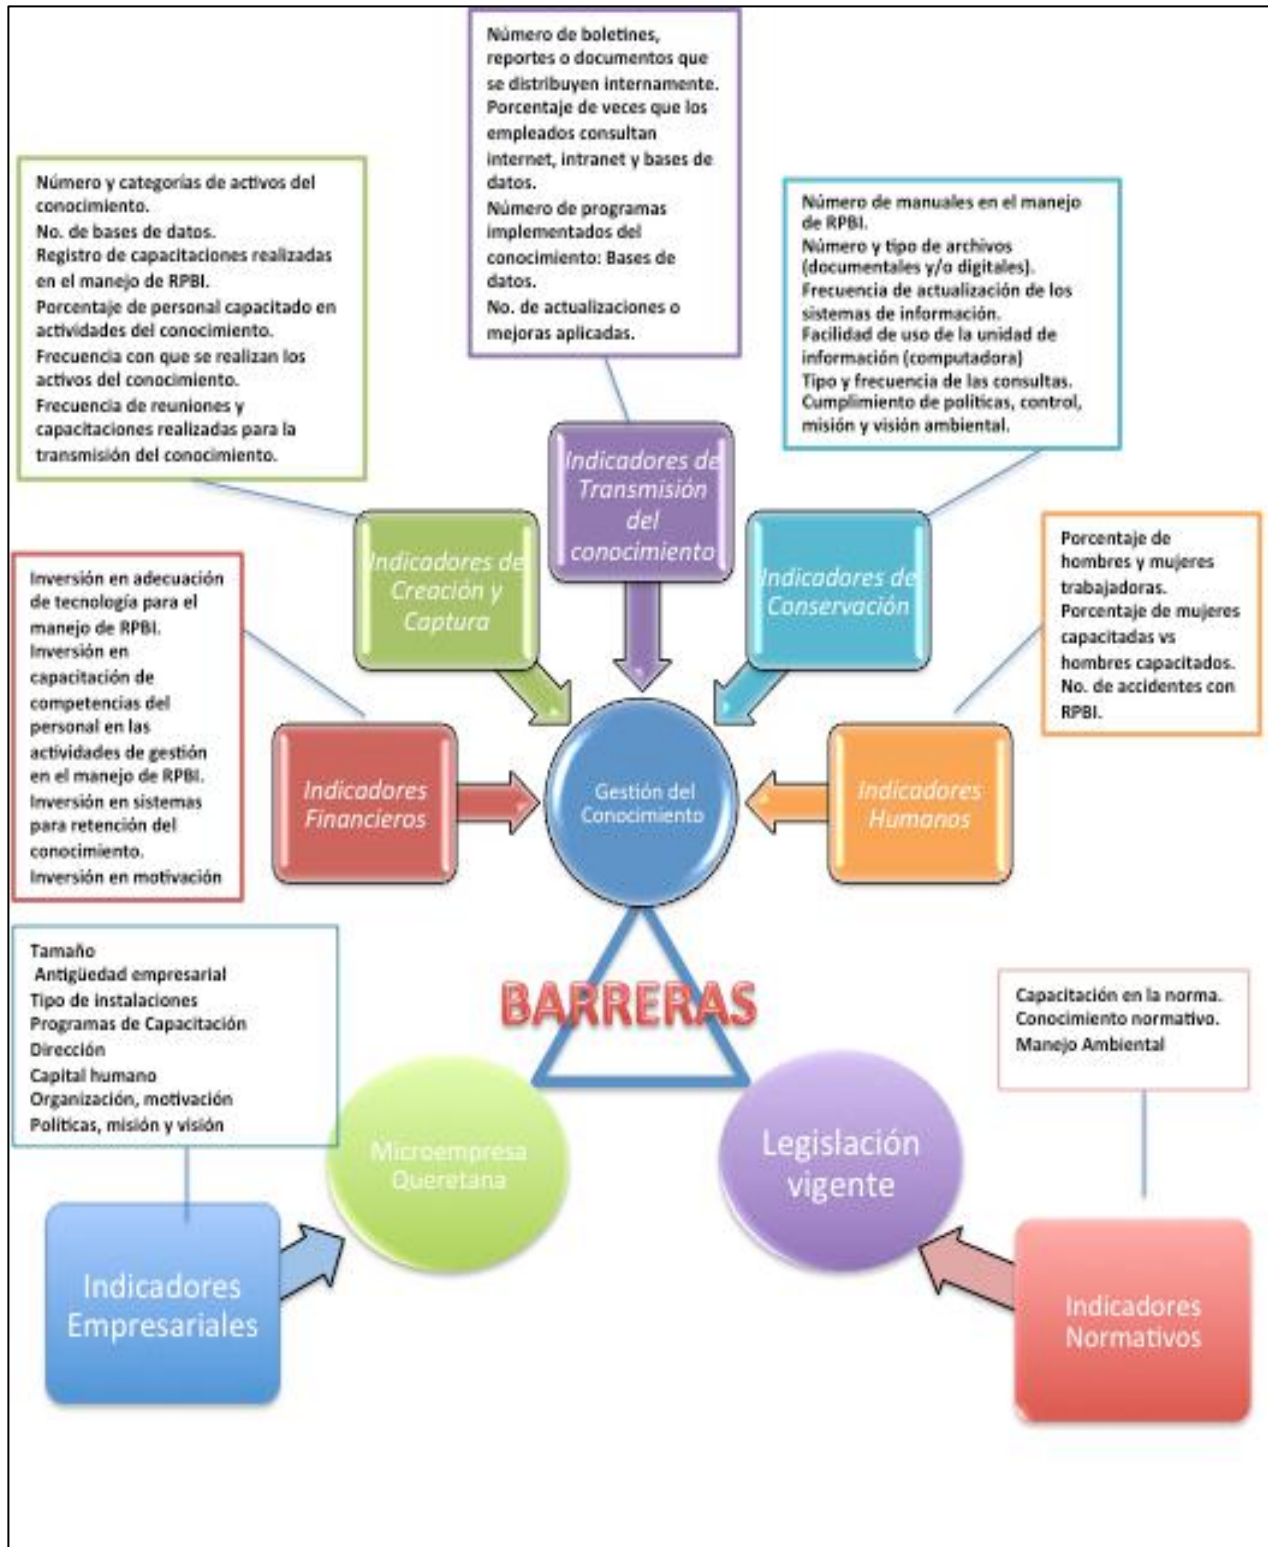 Número de boletines,
reportes o documentos que
se distribuyen internamente.
Porcentaje de veces que los
empleados consultan
internet, intranet y bases de
datos.
Número de programas
implementados del
conocimiento: Bases de
datos.
No. de actualizaciones o
mejoras aplicadas.
Número y categorías de activos del
conocimiento.
No. de bases de datos.
Registro de capacitaciones realizadas
en el manejo de RPBI.
Porcentaje de personal capacitado en
actividades del conocimiento.
Frecuencia con que se realizan los
activos del conocimiento.
Frecuencia de reuniones y
capacitaciones realizadas para la
transmisión del conocimiento.
Número de manuales en el manejo
de RPBI.
Número y tipo de archivos
(documentales y/o digitales).
Frecuencia de actualización de los
sistemas de información.
Facilidad de uso de la unidad de
información (computadora)
Tipo y frecuencia de las consultas.
Cumplimiento de políticas, control,
misión y visión ambiental.
Indicadores de
Transmisión
del
conocimiento
Indicadores de
Creación y
Captura
Indicadores de
Conservación
Porcentaje de
hombres y mujeres
trabajadoras.
Porcentaje de mujeres
capacitadas vs
hombres capacitados.
No. de accidentes con
RPBI.
Inversión en adecuación
de tecnología para el
manejo de RPBI.
Inversión en
capacitación de
competencias del
personal en las
actividades de gestión
en el manejo de RPBI.
Inversión en sistemas
para retención del
conocimiento.
Inversión en motivación
Indicadores
Financieros
Gestión del
Conocimiento
Indicadores
Humanos
Tamaño
Antigüedad empresarial
Tipo de instalaciones
Programas de Capacitación
Dirección
Capital humano
Organización, motivación
Políticas, misión y visión
BARRERAS
Capacitación en la norma.
Conocimiento normativo.
Manejo Ambiental
Microempresa
Queretana
Legislación
vigente
Indicadores
Empresariales
Indicadores
Normativos